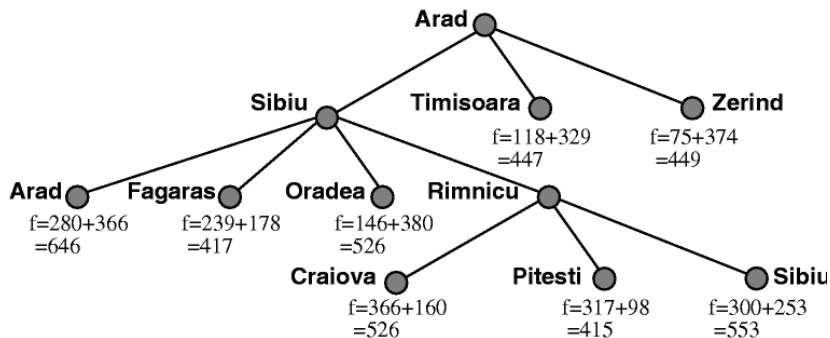 Arad
Sibiu
Timisoara
Zerind
f=118+329
=447
f=75+374
=449
Arad
Fagaras
Oradea
Rimnicu
f=280+366
=646
f=239+178
=417
f=146+380
=526
Craiova
Pitesti
Sibiu
f=366+160
=526
f=317+98
=415
f=300+253
=553